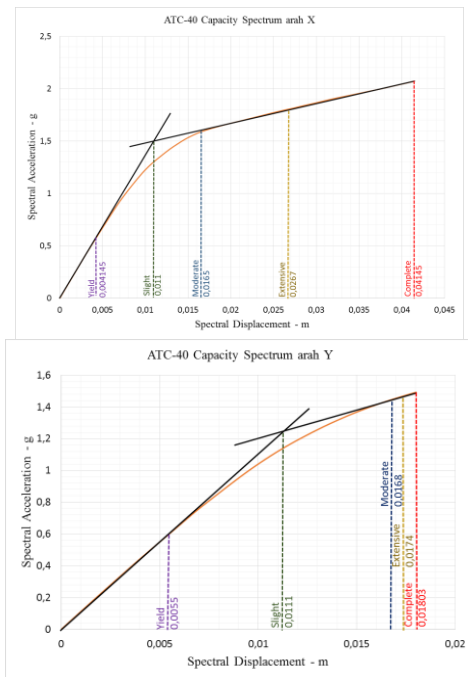 ATC-40 Capacity Spectrum arah X
Spectral Acceleration - g
2,5
2
1,5
1
0,5
0
Yield
0,004145
Slight
0,011
Moderate
0,0165
Extensive
0,0267
Complete
0,04145
0 0,005 0,01 0,015 0,02 0,025 0,03 0,035 0,04 0,045
Spectral Displacement - m
ATC-40 Capacity Spectrum arah Y
Spectral Acceleration - g
1,6
1,4
1,2
1
0,8
0,6
0,4
0,2
0
Yield
0,0055
Slight
0,0111
Moderate
0,0168
Extensive
0,0174
Complete
0,01803
0 0,005 0,01 0,015 0,02
Spectral Displacement - m